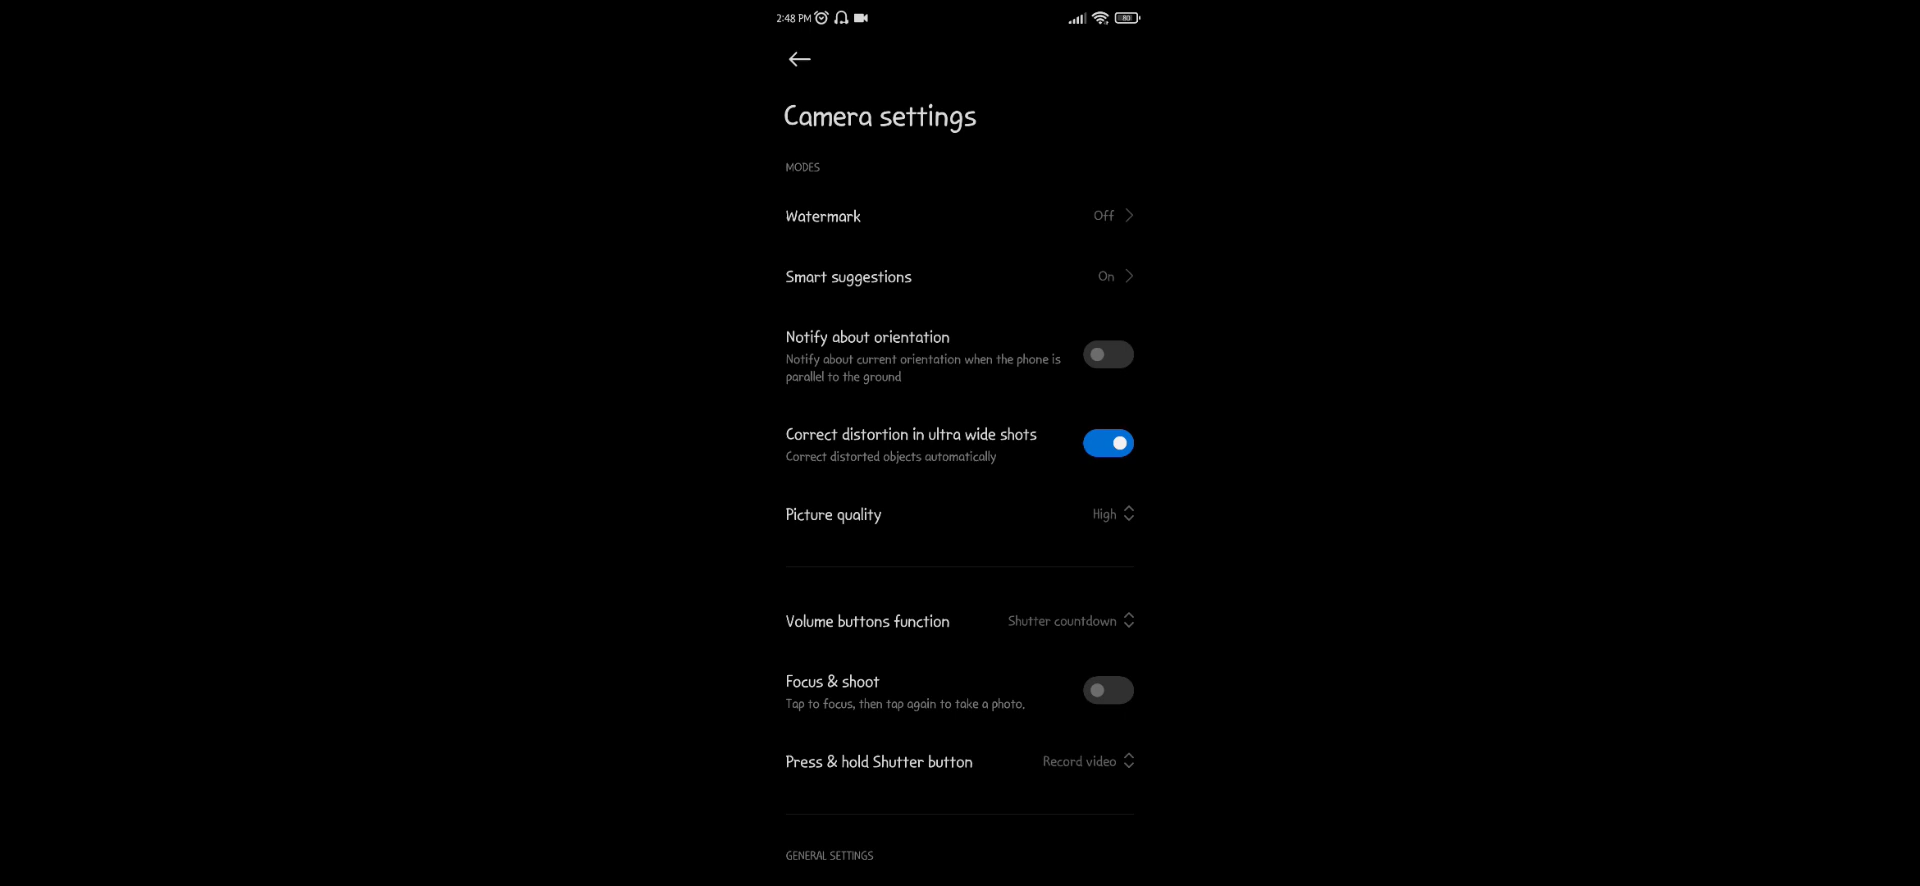 2:48 PM
80
Camera settings
MODES
Watermark Off
Smart suggestions On
Notify about orientation
Notify about current orientation when the phone is
parallel to the ground
Correct distortion in ultra wide shots
Correct distorted objects automatically
Picture quality High
Volume buttons function Shutter countdown
Focus & shoot
Tap to focus, then tap again to take a photo.
Press & hold Shutter button Record video
GENERAL SETTINGS